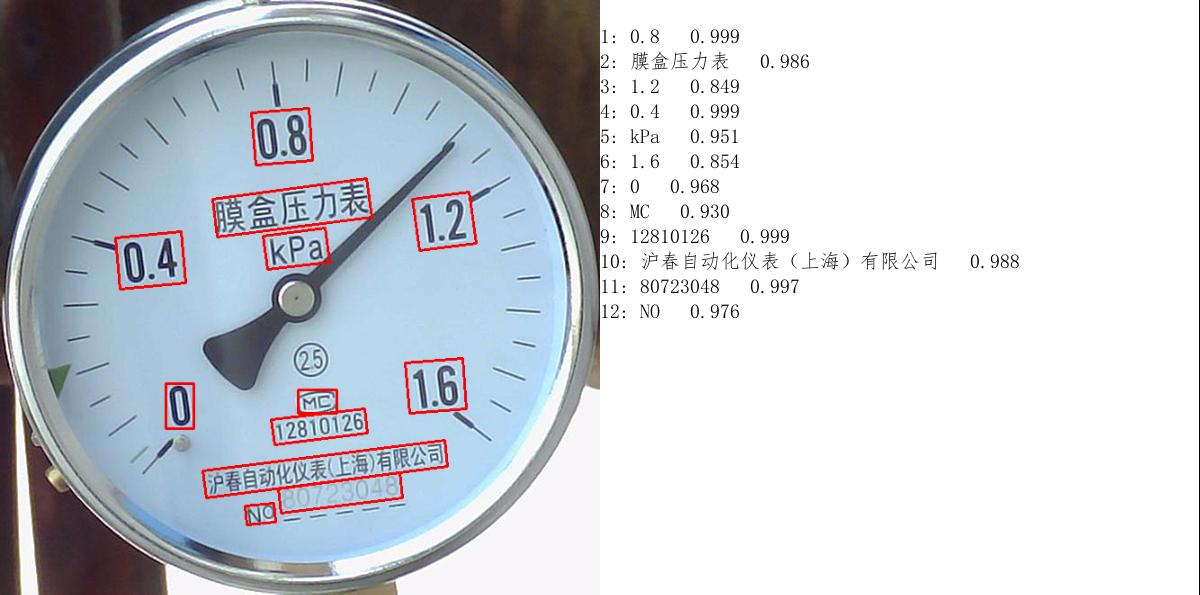 0.8
膜盒压力表
kPa
0.4
1.2
2.5
0
1.6
MC
12810126
沪春自动化仪表(上海)有限公司
NO 80723048
1: 0.8 0.999
2: 膜盒压力表 0.986
3: 1.2 0.849
4: 0.4 0.999
5: kPa 0.951
6: 1.6 0.854
7: 0 0.968
8: MC 0.930
9: 12810126 0.999
10: 沪春自动化仪表（上海）有限公司 0.988
11: 80723048 0.997
12: NO 0.976